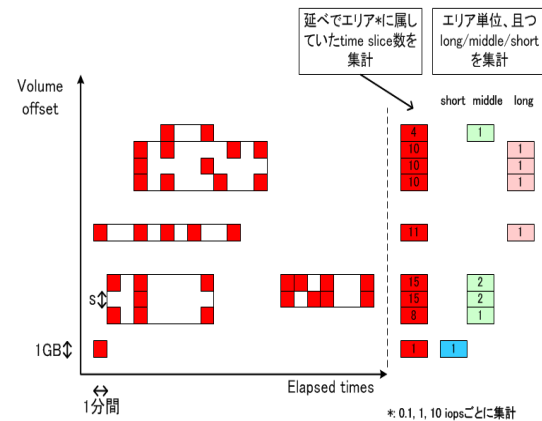 延べでエリア*に属し
ていたtime slice数を
集計
エリア単位、且つ
long/middle/short
を集計
Volume
offset
short middle long
4 1
10 1
10 1
10 1
11 1
s
15 2
15 2
8 1
1GB
1 1
Elapsed times
1分間
*: 0.1, 1, 10 iopsごとに集計